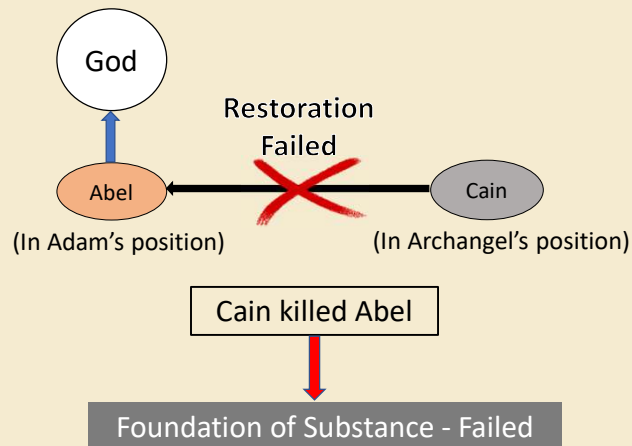 God
Restoration
Failed
Abel
Cain
(In Adam's position)
(In Archangel's position)
Cain killed Abel
Foundation of Substance - Failed